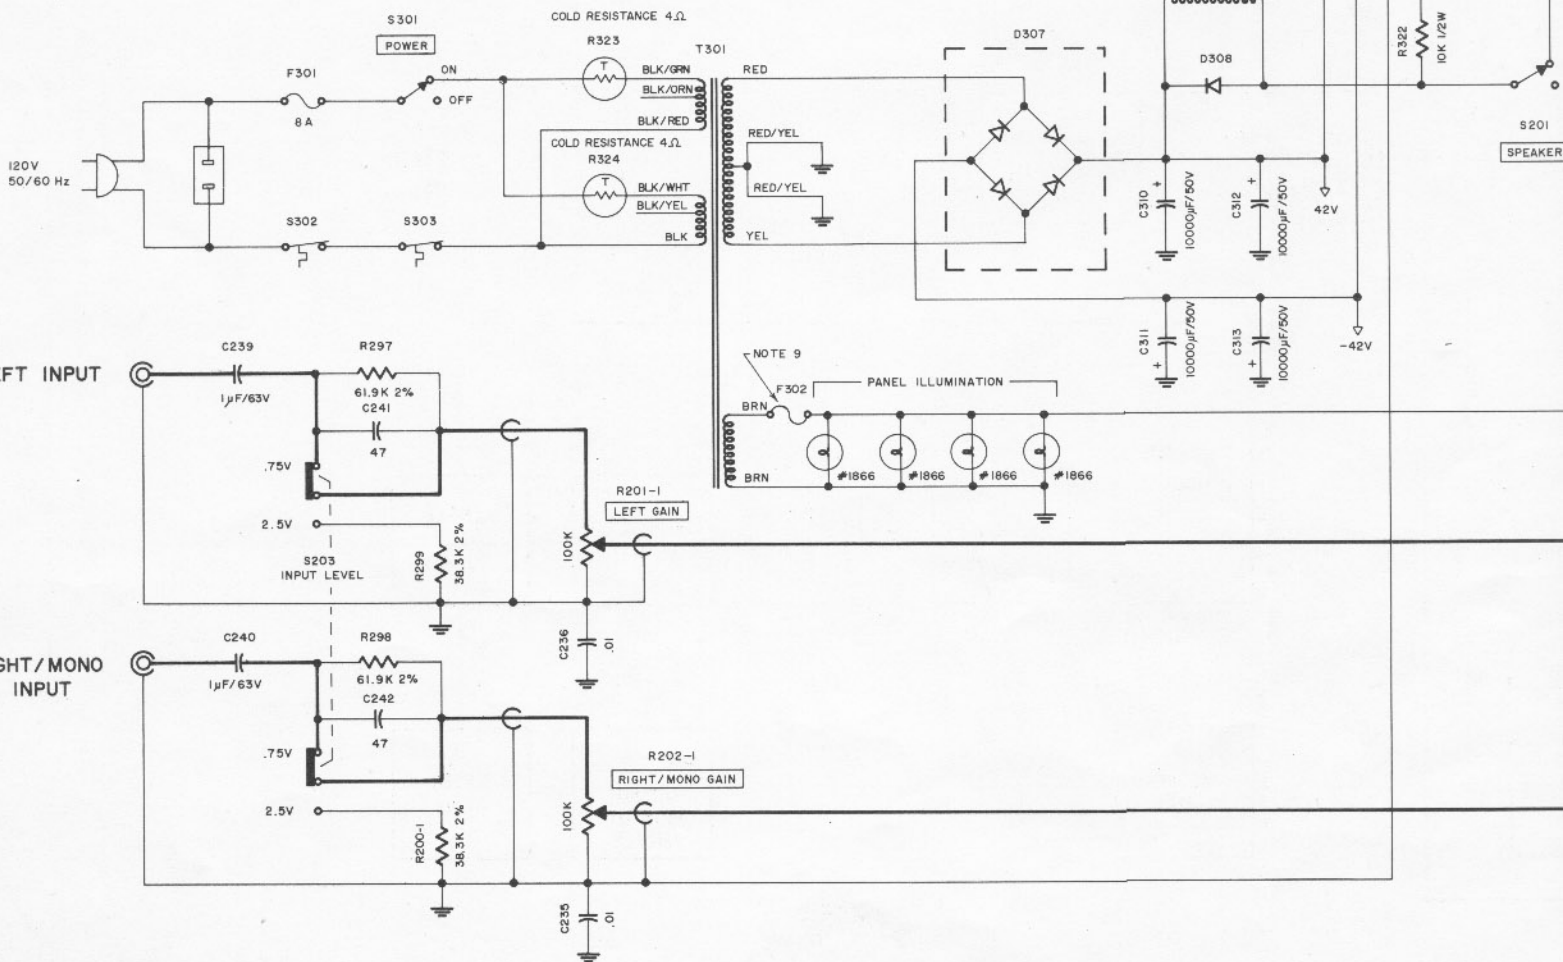 COLD RESISTANCE 4Ω
S301
POWER
R323
T301
D307
R322
10K 1/2W
F301
8A
ON
OFF
BLK/GRN
BLK/ORN
BLK/RED
RED
D308
S201
SPEAKER
COLD RESISTANCE 4Ω
R324
RED/YEL
120V
50/60 Hz
BLK/WHT
BLK/YEL
BLK
RED/YEL
YEL
S302
S303
C310
+
10000µF/50V
C312
+
10000µF/50V
42V
C311
+
10000µF/50V
C313
+
10000µF/50V
-42V
NOTE 9
F302
PANEL ILLUMINATION
BRN
BRN
#1866
#1866
#1866
#1866
EFT INPUT
C239
1µF/63V
R297
61.9K 2%
C241
47
.75V
2.5V
S203
INPUT LEVEL
R299
38.3K 2%
R201-1
LEFT GAIN
100K
C236
.01
GHT/MONO
INPUT
C240
1µF/63V
R298
61.9K 2%
C242
47
.75V
2.5V
R200-1
38.3K 2%
R202-1
RIGHT/MONO GAIN
100K
C235
.01